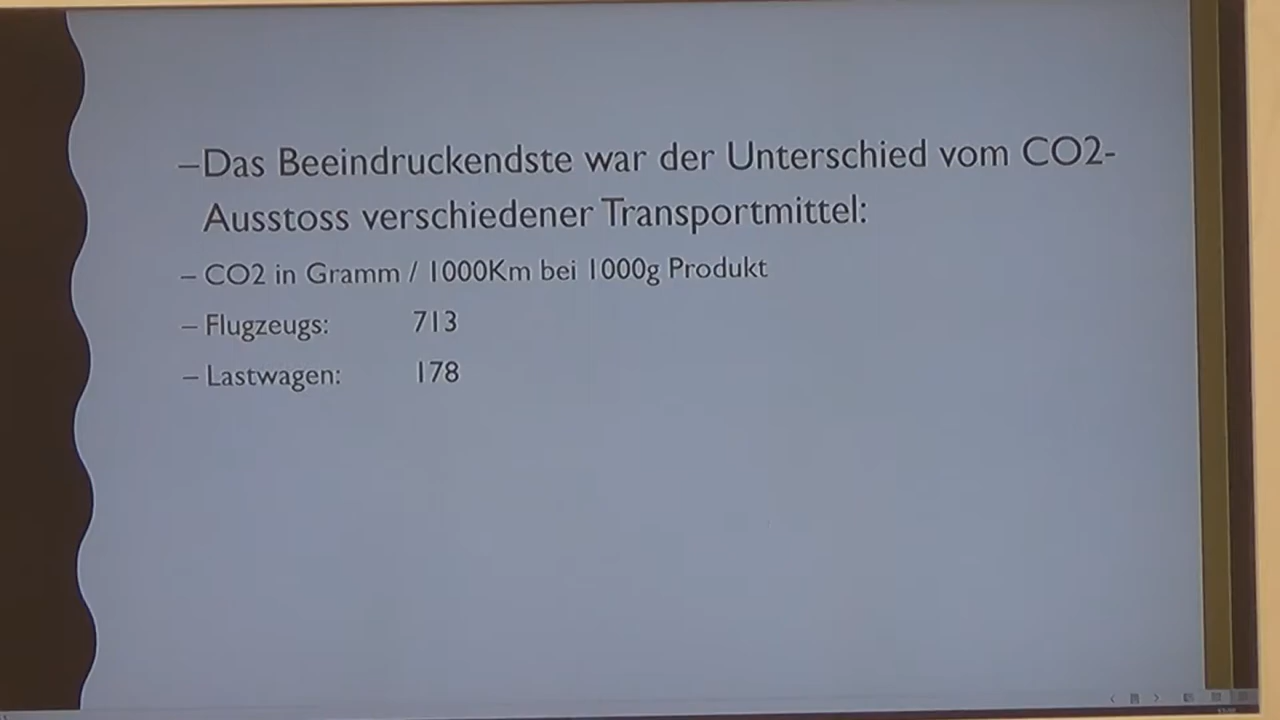 –Das Beeindruckendste war der Unterschied vom CO2-
Ausstoss verschiedener Transportmittel:
– CO2 in Gramm / 1000Km bei 1000g Produkt
– Flugzeugs: 713
– Lastwagen: 178